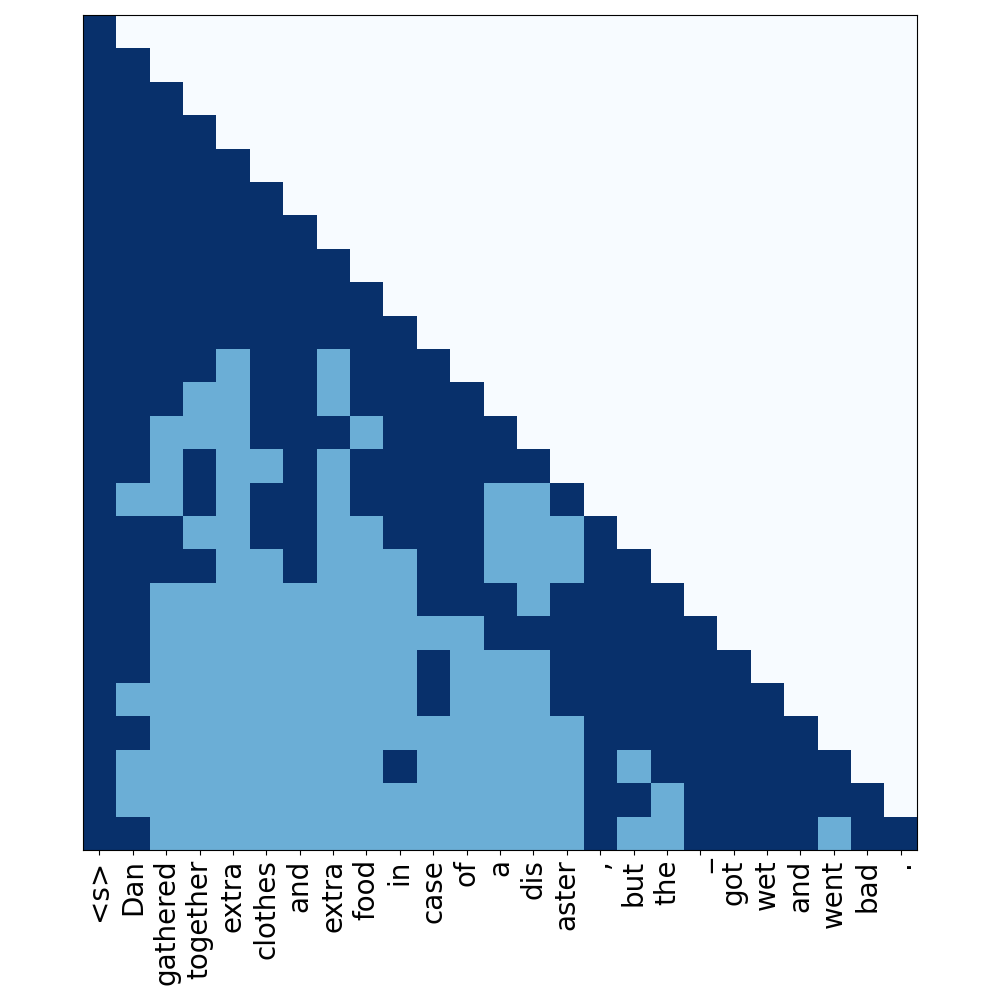 <s>
Dan
gathered
together
extra
clothes
and
extra
food
in
case
of
a
dis
aster
,
but
the
_
got
wet
and
went
bad
.